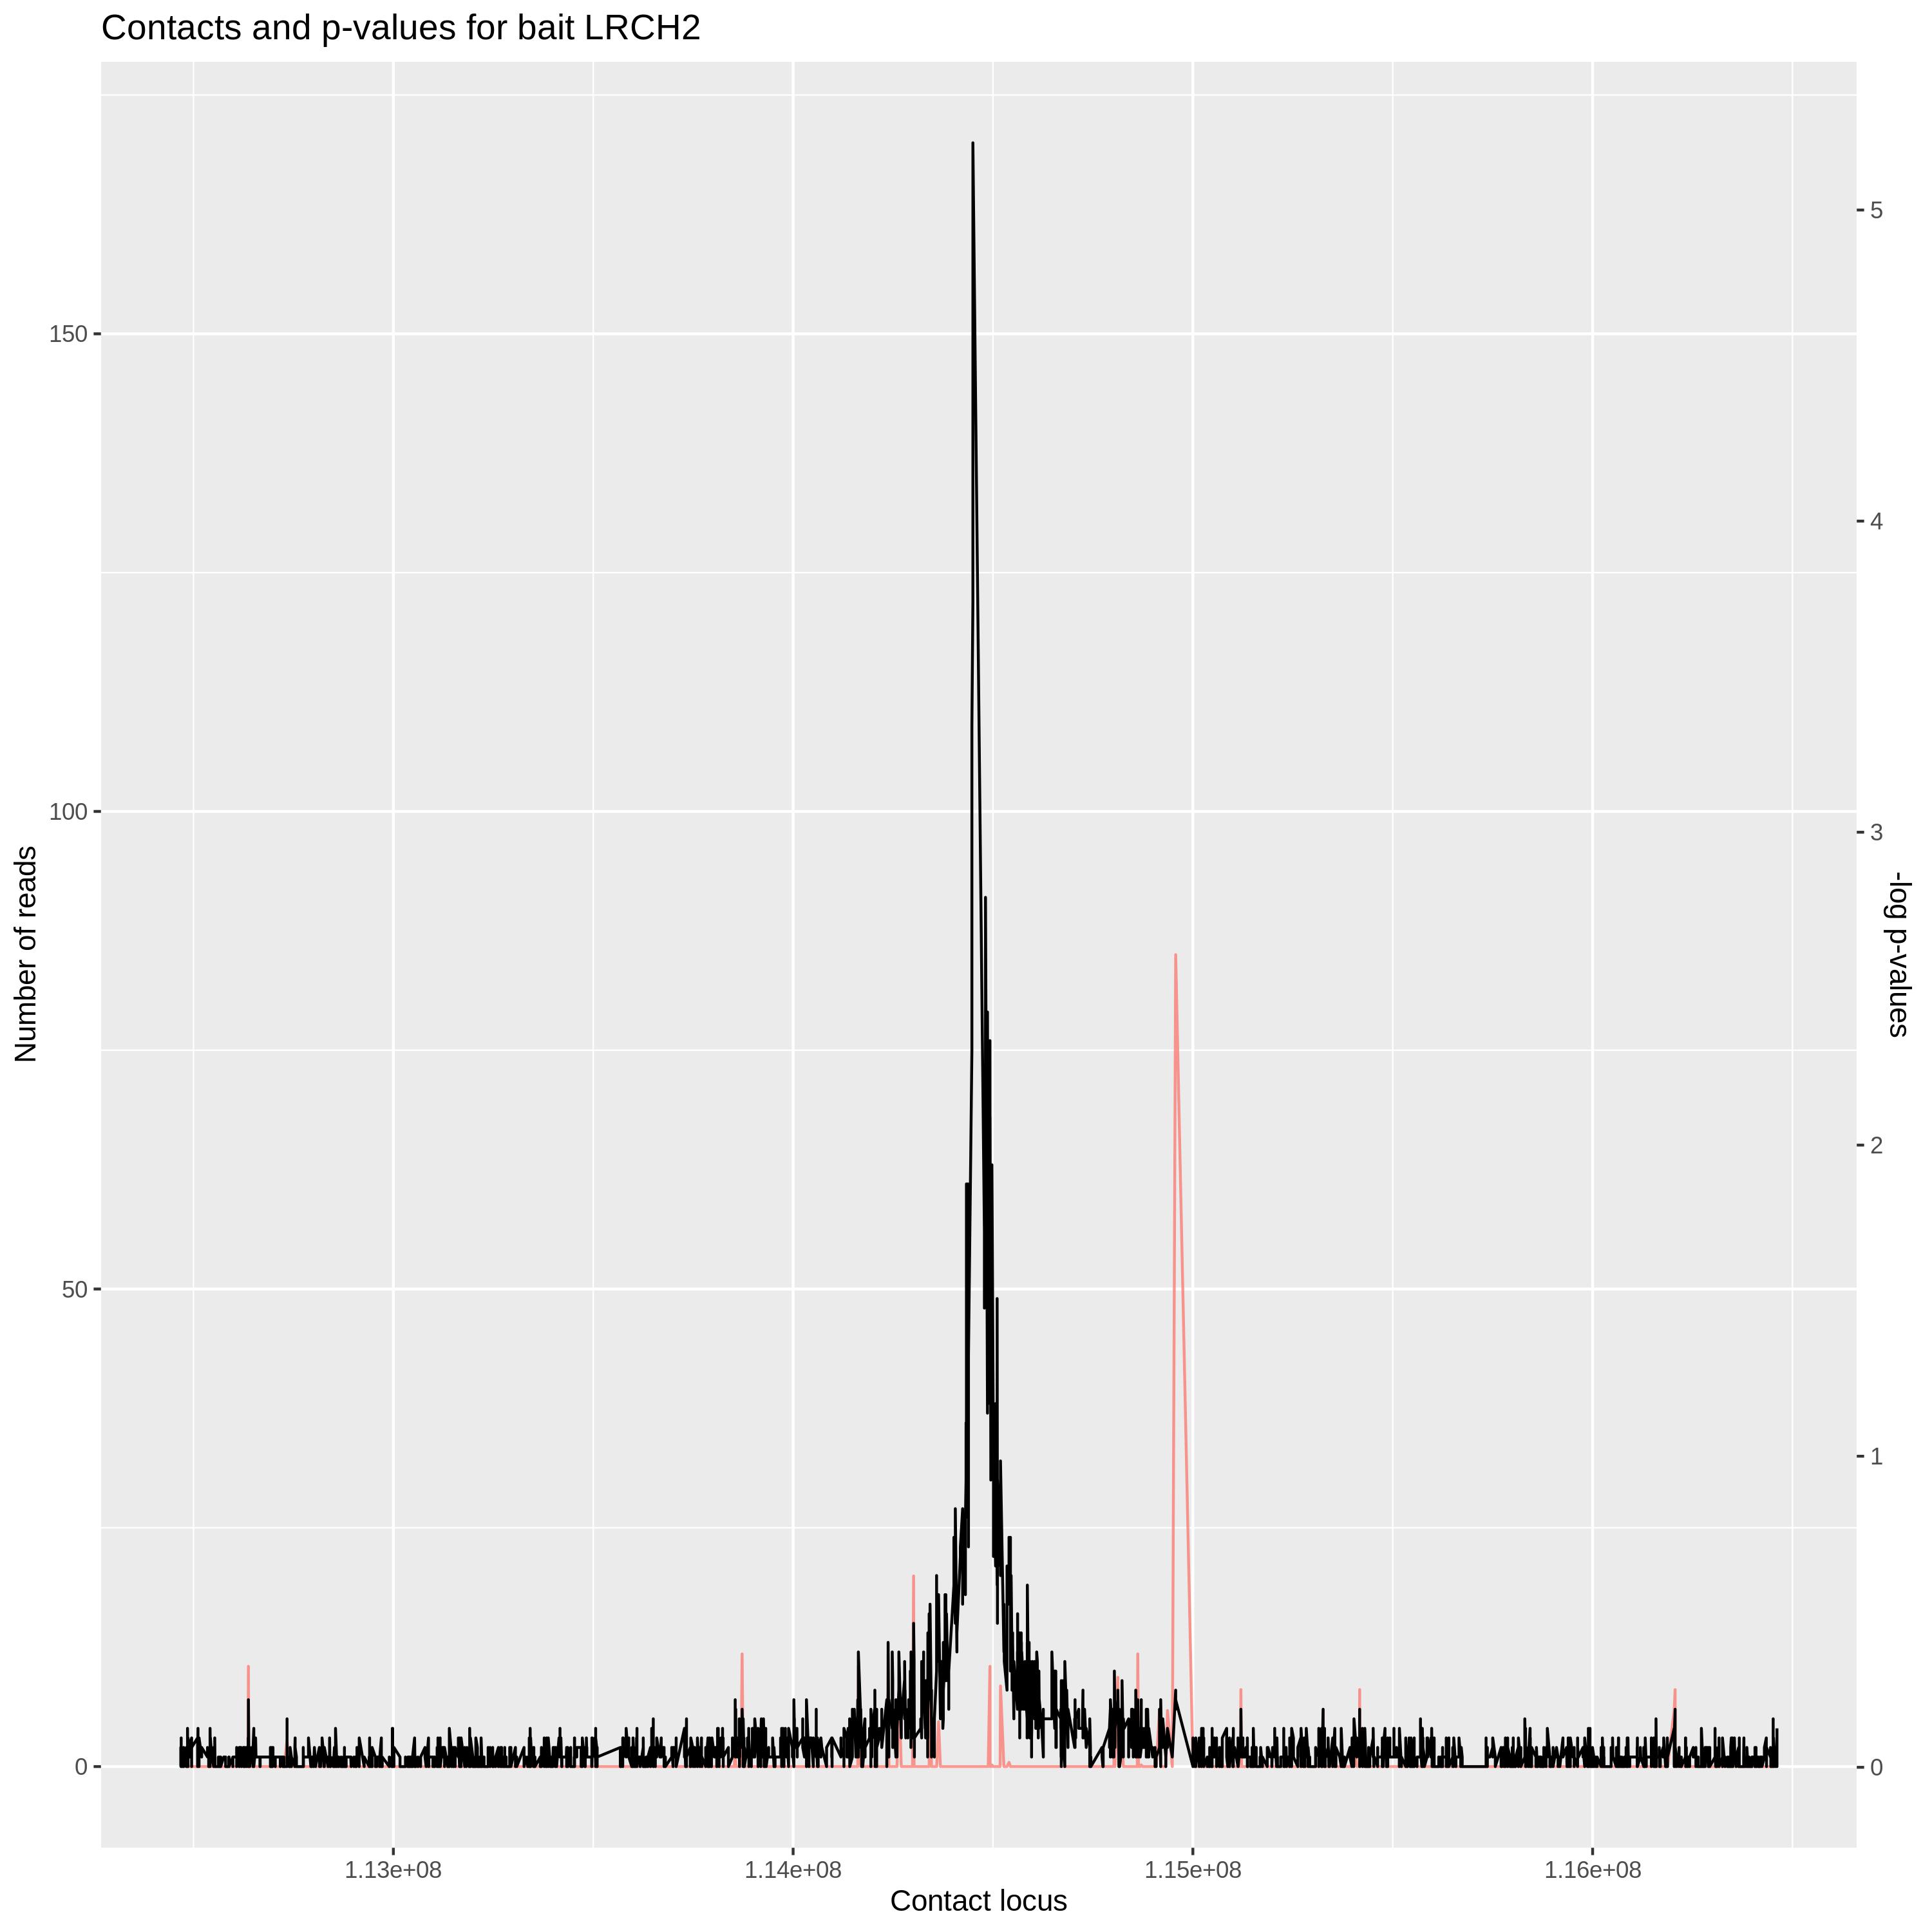 Contacts and p-values for bait LRCH2
150
100
50
0
Number of reads
5
4
3
2
1
0
-log p-values
1.13e+08 1.14e+08 1.15e+08 1.16e+08
Contact locus